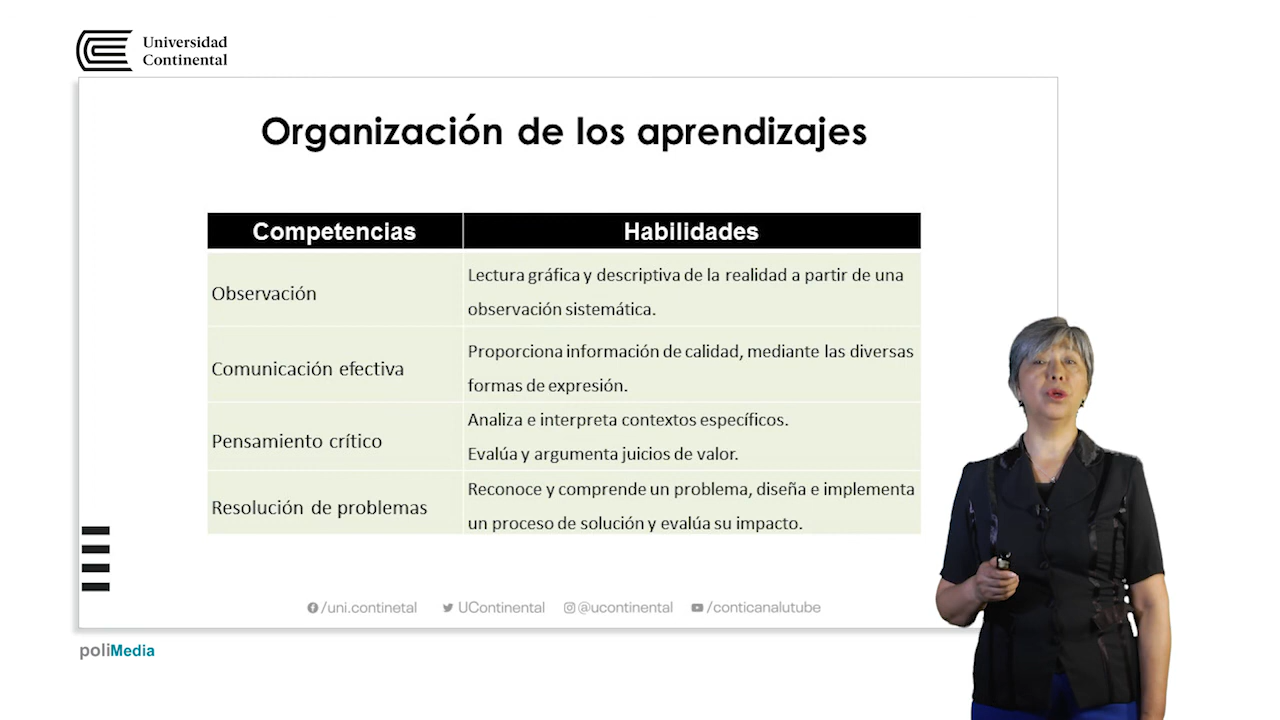 Universidad
Continental
Organización de los aprendizajes
Competencias
Habilidades
Observación
Lectura gráfica y descriptiva de la realidad a partir de una
observación sistemática.
Comunicación efectiva
Proporciona información de calidad, mediante las diversas
formas de expresión.
Pensamiento crítico
Analiza e interpreta contextos específicos.
Evalúa y argumenta juicios de valor.
Resolución de problemas
Reconoce y comprende un problema, diseña e implementa
un proceso de solución y evalúa su impacto.
/uni.continetal UContinental @ucontinental /conticanalutube
poliMedia